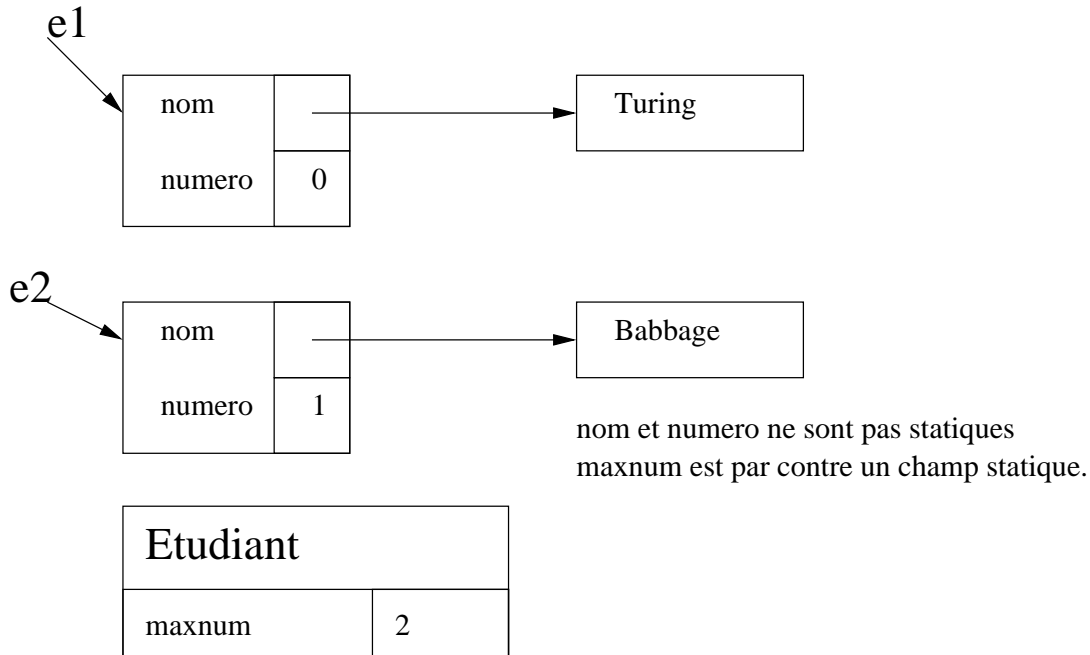 e1
nom
Turing
numero 0
e2
nom
Babbage
numero 1
nom et numero ne sont pas statiques
maxnum est par contre un champ statique.
Etudiant
maxnum 2